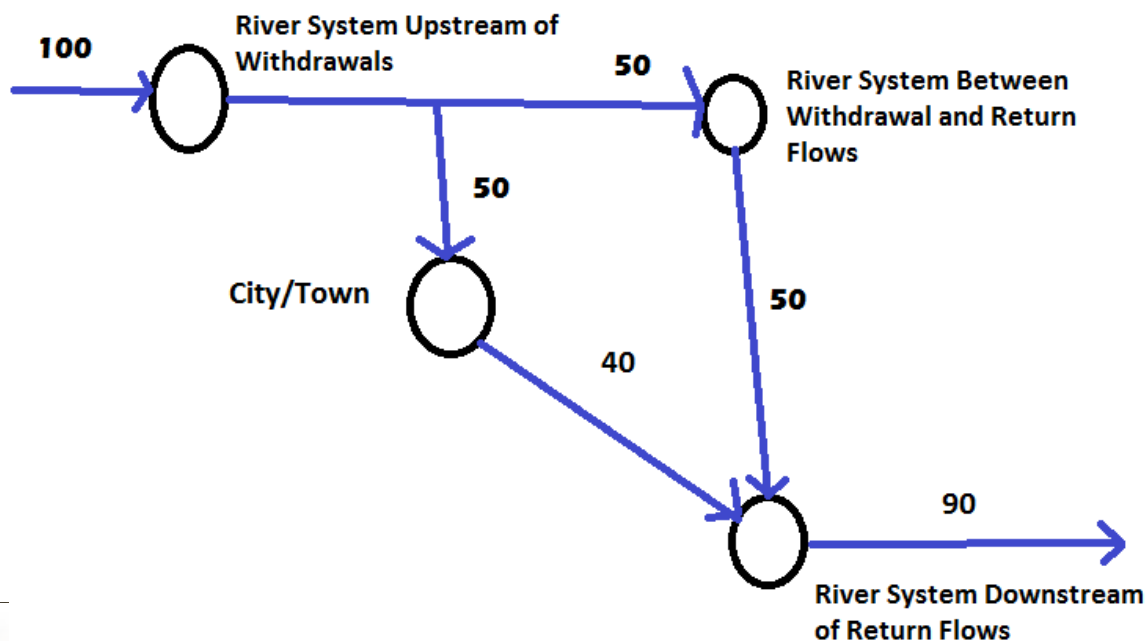 100
River System Upstream of
Withdrawals
50
River System Between
Withdrawal and Return
Flows
50
City/Town
50
40
90
River System Downstream
of Return Flows